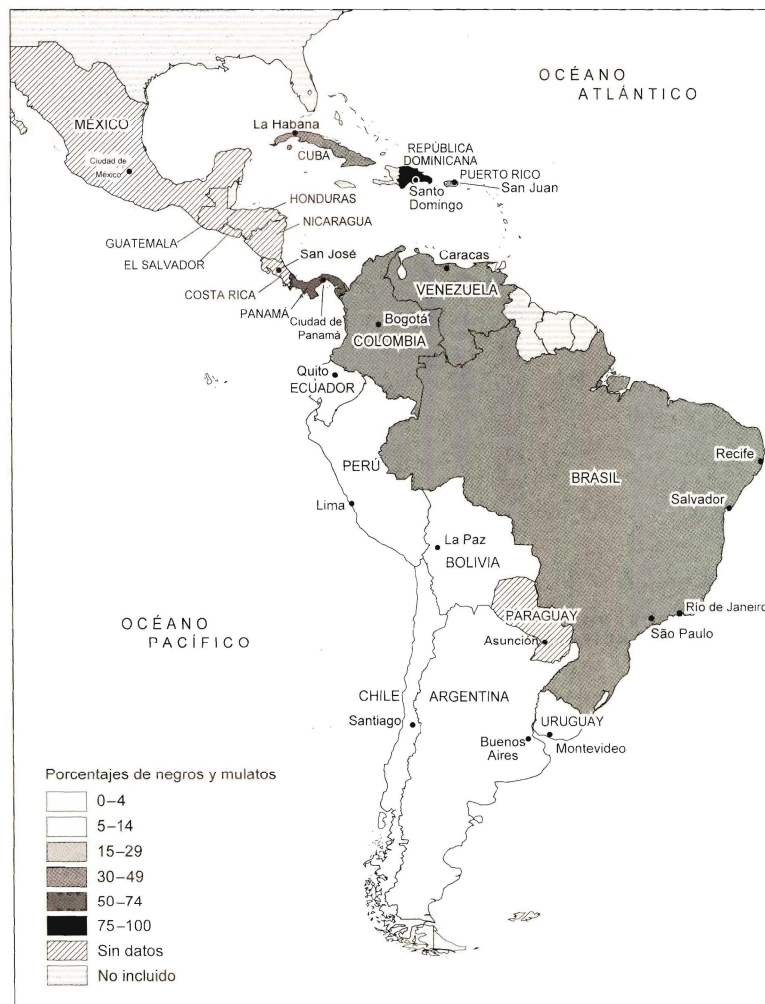 OCÉANO
ATLÁNTICO
MÉXICO
Ciudad de
México
La Habana
CUBA
REPÚBLICA
DOMINICANA
PUERTO RICO
San Juan
Santo
Domingo
HONDURAS
NICARAGUA
GUATEMALA
EL SALVADOR
San José
COSTA RICA
PANAMÁ
Ciudad de
Panamá
Caracas
VENEZUELA
Bogotá
COLOMBIA
Quito
ECUADOR
PERÚ
Lima
BRASIL
Recife
Salvador
La Paz
BOLIVIA
PARAGUAY
Asunción
Río de Janeiro
São Paulo
OCÉANO
PACÍFICO
CHILE
Santiago
ARGENTINA
URUGUAY
Buenos
Aires
Montevideo
Porcentajes de negros y mulatos
0–4
5–14
15–29
30–49
50–74
75–100
Sin datos
No incluido